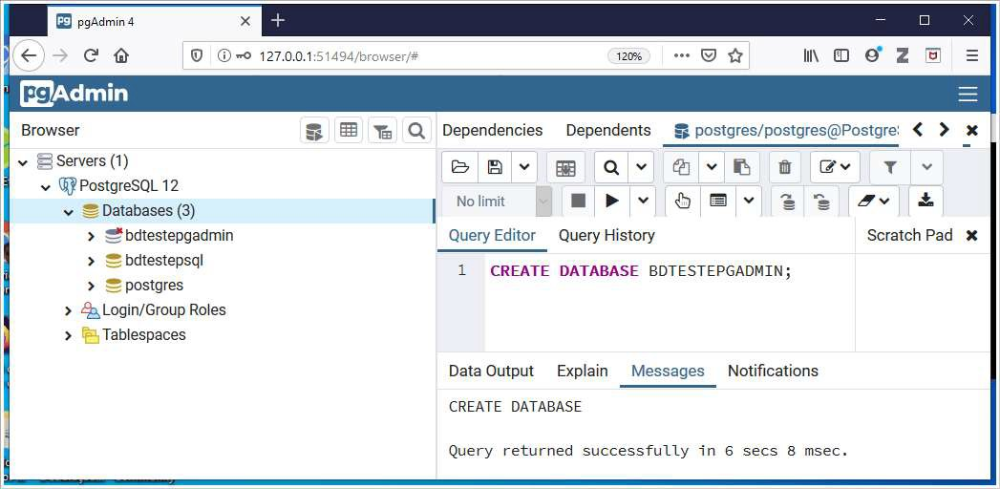 pgAdmin 4
127.0.0.1:51494/browser/#
120%
pgAdmin
Browser
Dependencies Dependents postgres/postgres@Postgre
Servers (1)
PostgreSQL 12
Databases (3)
bdtestepgadmin
bdtestepsql
postgres
Login/Group Roles
Tablespaces
No limit
Query Editor Query History Scratch Pad
1 CREATE DATABASE BDTESTEPGADMIN;
Data Output Explain Messages Notifications
CREATE DATABASE
Query returned successfully in 6 secs 8 msec.